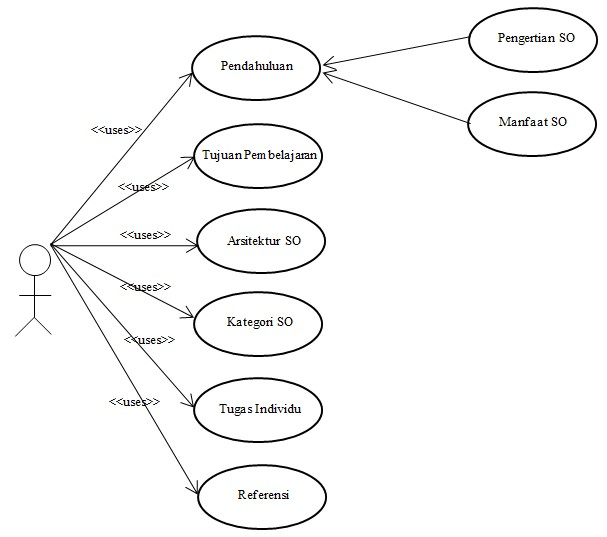 Pengertian SO
Pendahuluan
Manfaat SO
<<uses>>
Tujuan Pembelajaran
<<uses>>
<<uses>>
Arsitektur SO
<<uses>>
Kategori SO
<<uses>>
<<uses>>
Tugas Individu
Referensi